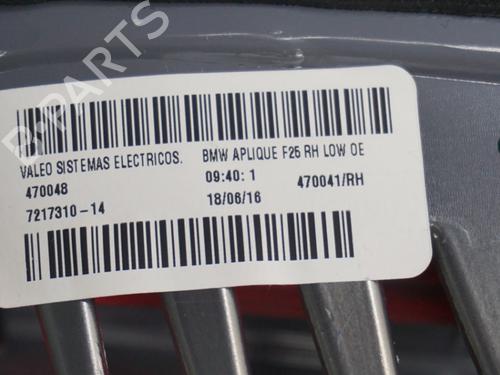 B-PARTS
VALEO SISTEMAS ELECTRICOS. BMW APLIQUE F25 RH LOW OE
470048 09:40: 1 470041/RH
7217310-14 18/06/16